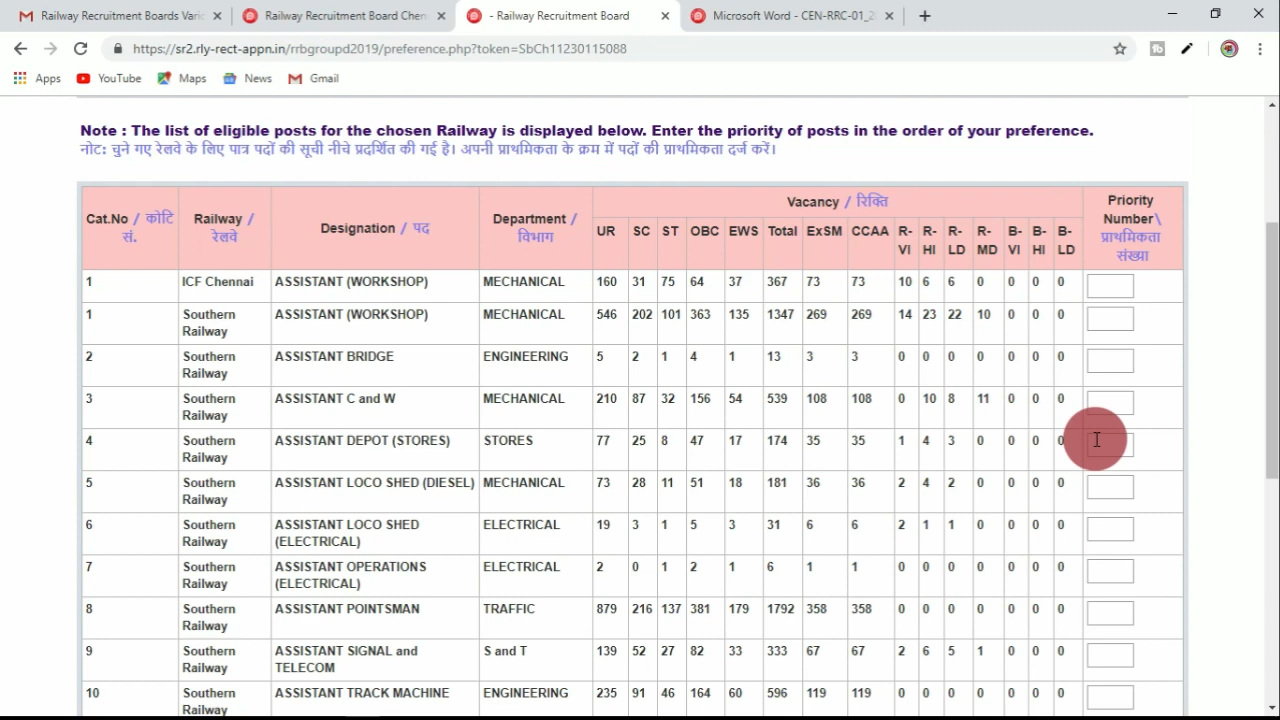 Railway Recruitment Boards Vario
Railway Recruitment Board Chen
- Railway Recruitment Board
Microsoft Word - CEN-RRC-01_2
https://sr2.rly-rect-appn.in/rrbgroupd2019/preference.php?token=SbCh11230115088
Apps YouTube Maps News Gmail
Note : The list of eligible posts for the chosen Railway is displayed below. Enter the priority of posts in the order of your preference.
नोट: चुने गए रेलवे के लिए पात्र पदों की सूची नीचे प्रदर्शित की गई है। अपनी प्राथमिकता के क्रम में पदों की प्राथमिकता दर्ज करें।
Cat.No / कोटि सं. Railway / रेलवे Designation / पद Department / विभाग Vacancy / रिक्ति Priority Number\ प्राथमिकता संख्या
UR SC ST OBC EWS Total ExSM CCAA R-VI R-HI R-LD R-MD B-VI B-HI B-LD
1 ICF Chennai ASSISTANT (WORKSHOP) MECHANICAL 160 31 75 64 37 367 73 73 10 6 6 0 0 0 0
1 Southern Railway ASSISTANT (WORKSHOP) MECHANICAL 546 202 101 363 135 1347 269 269 14 23 22 10 0 0 0
2 Southern Railway ASSISTANT BRIDGE ENGINEERING 5 2 1 4 1 13 3 3 0 0 0 0 0 0 0
3 Southern Railway ASSISTANT C and W MECHANICAL 210 87 32 156 54 539 108 108 0 10 8 11 0 0 0
4 Southern Railway ASSISTANT DEPOT (STORES) STORES 77 25 8 47 17 174 35 35 1 4 3 0 0 0 0
5 Southern Railway ASSISTANT LOCO SHED (DIESEL) MECHANICAL 73 28 11 51 18 181 36 36 2 4 2 0 0 0 0
6 Southern Railway ASSISTANT LOCO SHED (ELECTRICAL) ELECTRICAL 19 3 1 5 3 31 6 6 2 1 1 0 0 0 0
7 Southern Railway ASSISTANT OPERATIONS (ELECTRICAL) ELECTRICAL 2 0 1 2 1 6 1 1 0 0 0 0 0 0 0
8 Southern Railway ASSISTANT POINTSMAN TRAFFIC 879 216 137 381 179 1792 358 358 0 0 0 0 0 0 0
9 Southern Railway ASSISTANT SIGNAL and TELECOM S and T 139 52 27 82 33 333 67 67 2 6 5 1 0 0 0
10 Southern Railway ASSISTANT TRACK MACHINE ENGINEERING 235 91 46 164 60 596 119 119 0 0 0 0 0 0 0